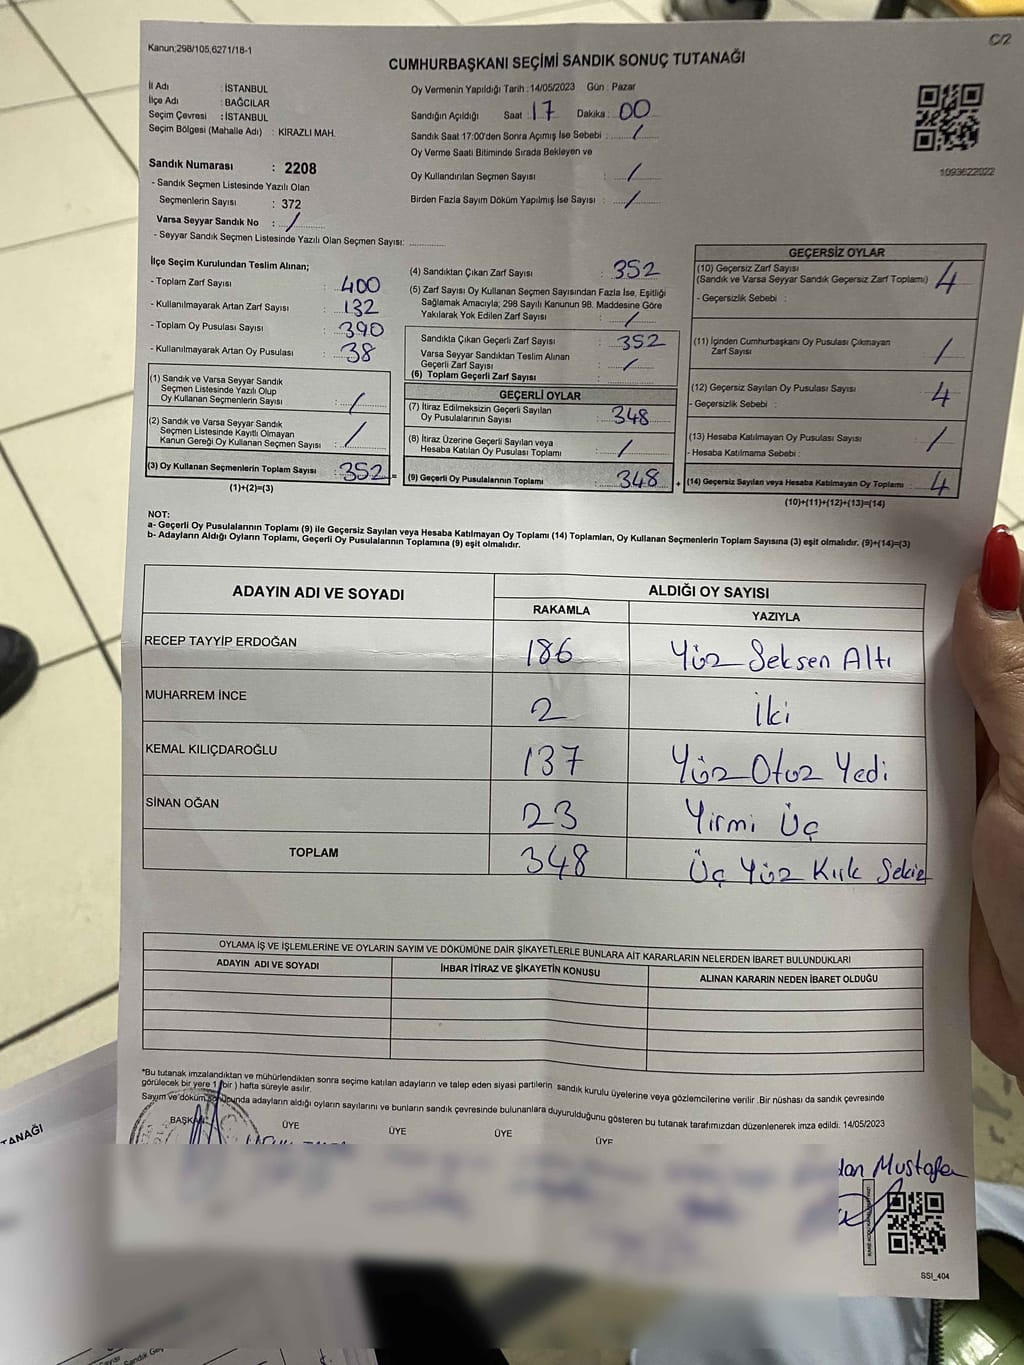 C/2
Kanun;298/105,6271/18-1
CUMHURBAŞKANI SEÇİMİ SANDIK SONUÇ TUTANAĞI
İl Adı : İSTANBUL
İlçe Adı : BAĞCILAR
Seçim Çevresi : İSTANBUL
Seçim Bölgesi (Mahalle Adı) : KİRAZLI MAH.
Sandık Numarası : 2208
- Sandık Seçmen Listesinde Yazılı Olan
Seçmenlerin Sayısı : 372
Varsa Seyyar Sandık No : /
- Seyyar Sandık Seçmen Listesinde Yazılı Olan Seçmen Sayısı: ............
Oy Vermenin Yapıldığı Tarih : 14/05/2023 Gün : Pazar
Sandığın Açıldığı Saat : 17 Dakika : 00
Sandık Saat 17:00'den Sonra Açımış İse Sebebi : /
Oy Verme Saati Bitiminde Sırada Bekleyen ve
Oy Kullandırılan Seçmen Sayısı : /
Birden Fazla Sayım Döküm Yapılmış İse Sayısı : /
1093622022
İlçe Seçim Kurulundan Teslim Alınan;
- Toplam Zarf Sayısı : 400
- Kullanılmayarak Artan Zarf Sayısı : 132
- Toplam Oy Pusulası Sayısı : 390
- Kullanılmayarak Artan Oy Pusulası : 38
(1) Sandık ve Varsa Seyyar Sandık
Seçmen Listesinde Yazılı Olup
Oy Kullanan Seçmenlerin Sayısı : /
(2) Sandık ve Varsa Seyyar Sandık
Seçmen Listesinde Kayıtlı Olmayan
Kanun Gereği Oy Kullanan Seçmen Sayısı : /
(3) Oy Kullanan Seçmenlerin Toplam Sayısı : 352 =
(1)+(2)=(3)
(4) Sandıktan Çıkan Zarf Sayısı : 352
(5) Zarf Sayısı Oy Kullanan Seçmen Sayısından Fazla İse, Eşitliği
Sağlamak Amacıyla; 298 Sayılı Kanunun 98. Maddesine Göre
Yakılarak Yok Edilen Zarf Sayısı : /
Sandıkta Çıkan Geçerli Zarf Sayısı : 352
Varsa Seyyar Sandıktan Teslim Alınan
Geçerli Zarf Sayısı : /
(6) Toplam Geçerli Zarf Sayısı :
GEÇERLİ OYLAR
(7) İtiraz Edilmeksizin Geçerli Sayılan
Oy Pusulalarının Sayısı : 348
(8) İtiraz Üzerine Geçerli Sayılan veya
Hesaba Katılan Oy Pusulası Toplamı : /
(9) Geçerli Oy Pusulalarının Toplamı : 348 +
GEÇERSİZ OYLAR
(10) Geçersiz Zarf Sayısı
(Sandık ve Varsa Seyyar Sandık Geçersiz Zarf Toplamı) : 4
- Geçersizlik Sebebi :
(11) İçinden Cumhurbaşkanı Oy Pusulası Çıkmayan
Zarf Sayısı : /
(12) Geçersiz Sayılan Oy Pusulası Sayısı : 4
- Geçersizlik Sebebi :
(13) Hesaba Katılmayan Oy Pusulası Sayısı : /
- Hesaba Katılmama Sebebi :
(14) Geçersiz Sayılan veya Hesaba Katılmayan Oy Toplamı : 4
(10)+(11)+(12)+(13)=(14)
NOT:
a- Geçerli Oy Pusulalarının Toplamı (9) ile Geçersiz Sayılan veya Hesaba Katılmayan Oy Toplamı (14) Toplamları, Oy Kullanan Seçmenlerin Toplam Sayısına (3) eşit olmalıdır. (9)+(14)=(3)
b- Adayların Aldığı Oyların Toplamı, Geçerli Oy Pusulalarının Toplamına (9) eşit olmalıdır.
ADAYIN ADI VE SOYADI ALDIĞI OY SAYISI
RAKAMLA YAZIYLA
RECEP TAYYİP ERDOĞAN 186 Yüz Seksen Altı
MUHARREM İNCE 2 İki
KEMAL KILIÇDAROĞLU 137 Yüz Otuz Yedi
SİNAN OĞAN 23 Yirmi Üç
TOPLAM 348 Üç Yüz Kırk Sekiz
OYLAMA İŞ VE İŞLEMLERİNE VE OYLARIN SAYIM VE DÖKÜMÜNE DAİR ŞİKAYETLERLE BUNLARA AİT KARARLARIN NELERDEN İBARET BULUNDUKLARI
ADAYIN ADI VE SOYADI İHBAR İTİRAZ VE ŞİKAYETİN KONUSU ALINAN KARARIN NEDEN İBARET OLDUĞU
*Bu tutanak imzalandıktan ve mühürlendikten sonra seçime katılan adayların ve talep eden siyasi partilerin sandık kurulu üyelerine veya gözlemcilerine verilir .Bir nüshası da sandık çevresinde
görülecek bir yere 1 (bir ) hafta süreyle asılır.
Sayım ve döküm sonucunda adayların aldığı oyların sayılarını ve bunların sandık çevresinde bulunanlara duyurulduğunu gösteren bu tutanak tarafımızdan düzenlenerek imza edildi. 14/05/2023
BAŞKAN ÜYE ÜYE ÜYE ÜYE
Mustafa
SSI_404
TANAĞI